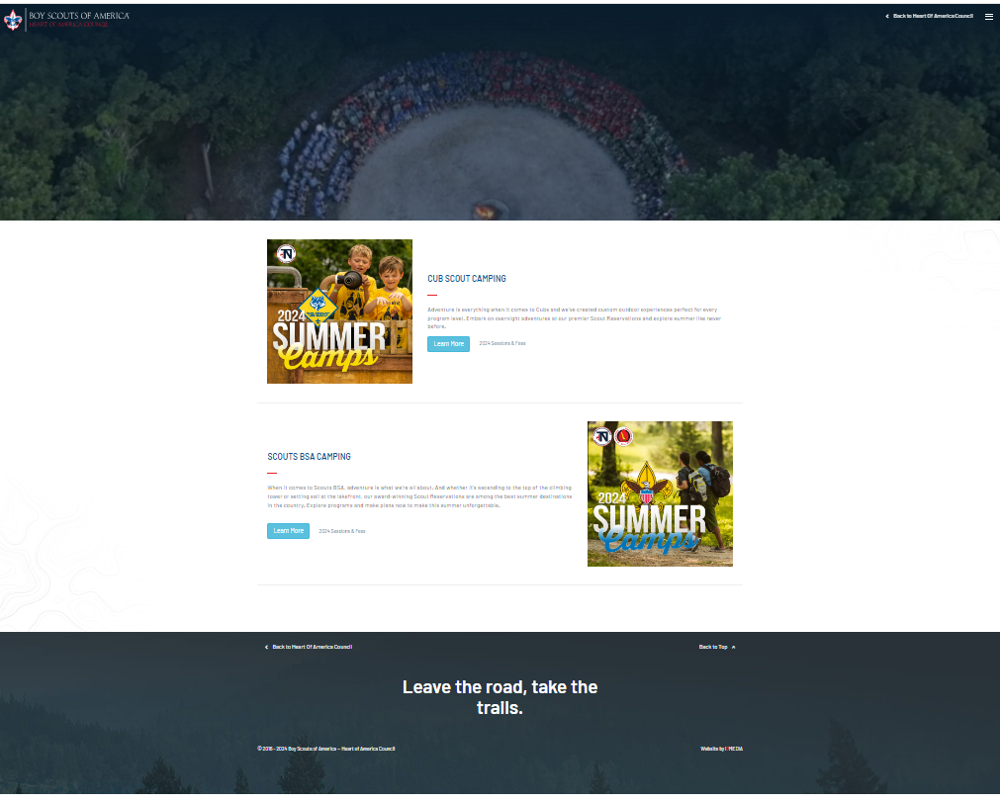 BOY SCOUTS OF AMERICA
HEART OF AMERICA COUNCIL
Back to Heart Of America Council
2024
SUMMER
Camps
CUB SCOUT CAMPING
Adventure is everything when it comes to Cubs and we've created custom outdoor experiences perfect for every
program level. Embark on overnight adventures at our premier Scout Reservations and explore summer like never
before.
Learn More
2024 Sessions & Fees
SCOUTS BSA CAMPING
When it comes to Scouts BSA, adventure is what we're all about. And whether it's ascending to the top of the climbing
tower or setting sail at the lakefront, our award-winning Scout Reservations are among the best summer destinations
in the country. Explore programs and make plans now to make this summer unforgettable.
Learn More
2024 Sessions & Fees
2024
SUMMER
Camps
Back to Heart Of America Council
Back to Top
Leave the road, take the
trails.
© 2016 - 2024 Boy Scouts of America — Heart of America Council
Website by
MEDIA